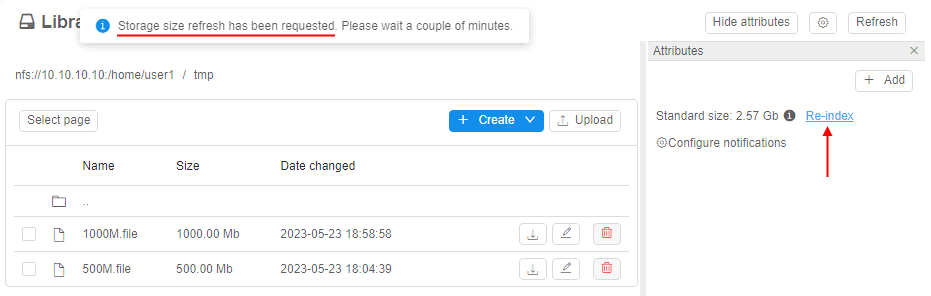 Libra
Storage size refresh has been requested. Please wait a couple of minutes.
Hide attributes
Refresh
nfs://10.10.10.10:/home/user1 / tmp
Attributes
+ Add
Select page
+ Create
Upload
Standard size: 2.57 Gb Re-index
Configure notifications
Name Size Date changed
..
1000M.file 1000.00 Mb 2023-05-23 18:58:58
500M.file 500.00 Mb 2023-05-23 18:04:39